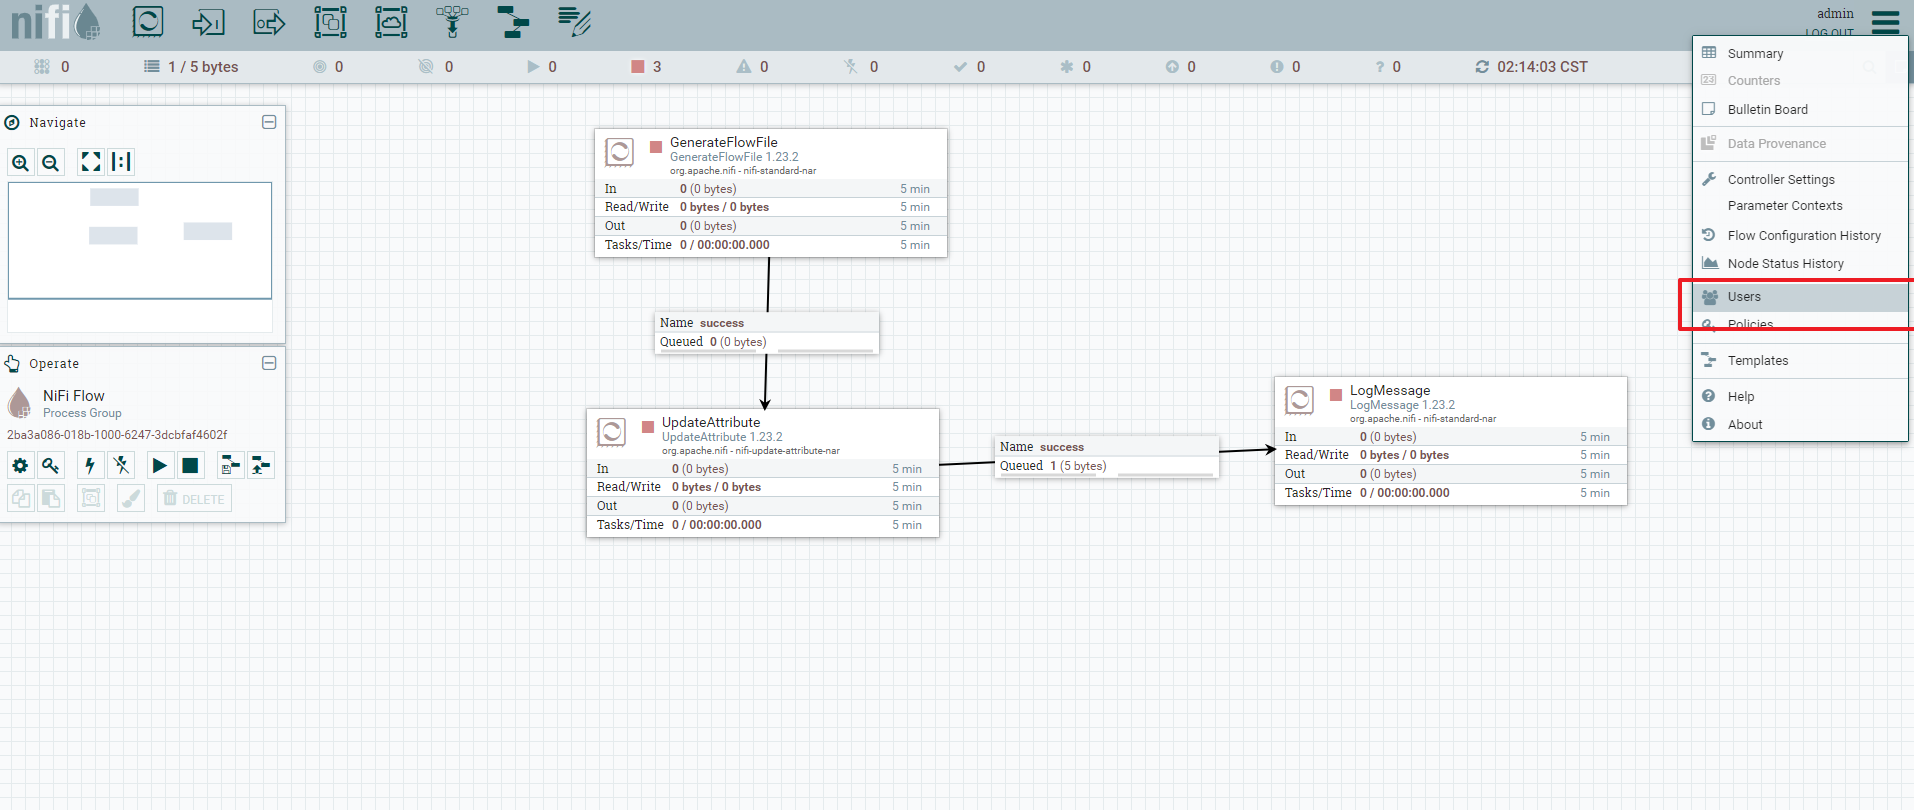 nifi
admin
LOG OUT
0
1 / 5 bytes
0
0
0
3
0
0
0
0
0
0
0
02:14:03 CST
Summary
Counters
Bulletin Board
Data Provenance
Controller Settings
Parameter Contexts
Flow Configuration History
Node Status History
Users
Policies
Templates
Help
About
Navigate
Operate
NiFi Flow
Process Group
2ba3a086-018b-1000-6247-3dcbfaf4602f
DELETE
GenerateFlowFile
GenerateFlowFile 1.23.2
org.apache.nifi - nifi-standard-nar
In 0 (0 bytes) 5 min
Read/Write 0 bytes / 0 bytes 5 min
Out 0 (0 bytes) 5 min
Tasks/Time 0 / 00:00:00.000 5 min
Name success
Queued 0 (0 bytes)
UpdateAttribute
UpdateAttribute 1.23.2
org.apache.nifi - nifi-update-attribute-nar
In 0 (0 bytes) 5 min
Read/Write 0 bytes / 0 bytes 5 min
Out 0 (0 bytes) 5 min
Tasks/Time 0 / 00:00:00.000 5 min
Name success
Queued 1 (5 bytes)
LogMessage
LogMessage 1.23.2
org.apache.nifi - nifi-standard-nar
In 0 (0 bytes) 5 min
Read/Write 0 bytes / 0 bytes 5 min
Out 0 (0 bytes) 5 min
Tasks/Time 0 / 00:00:00.000 5 min